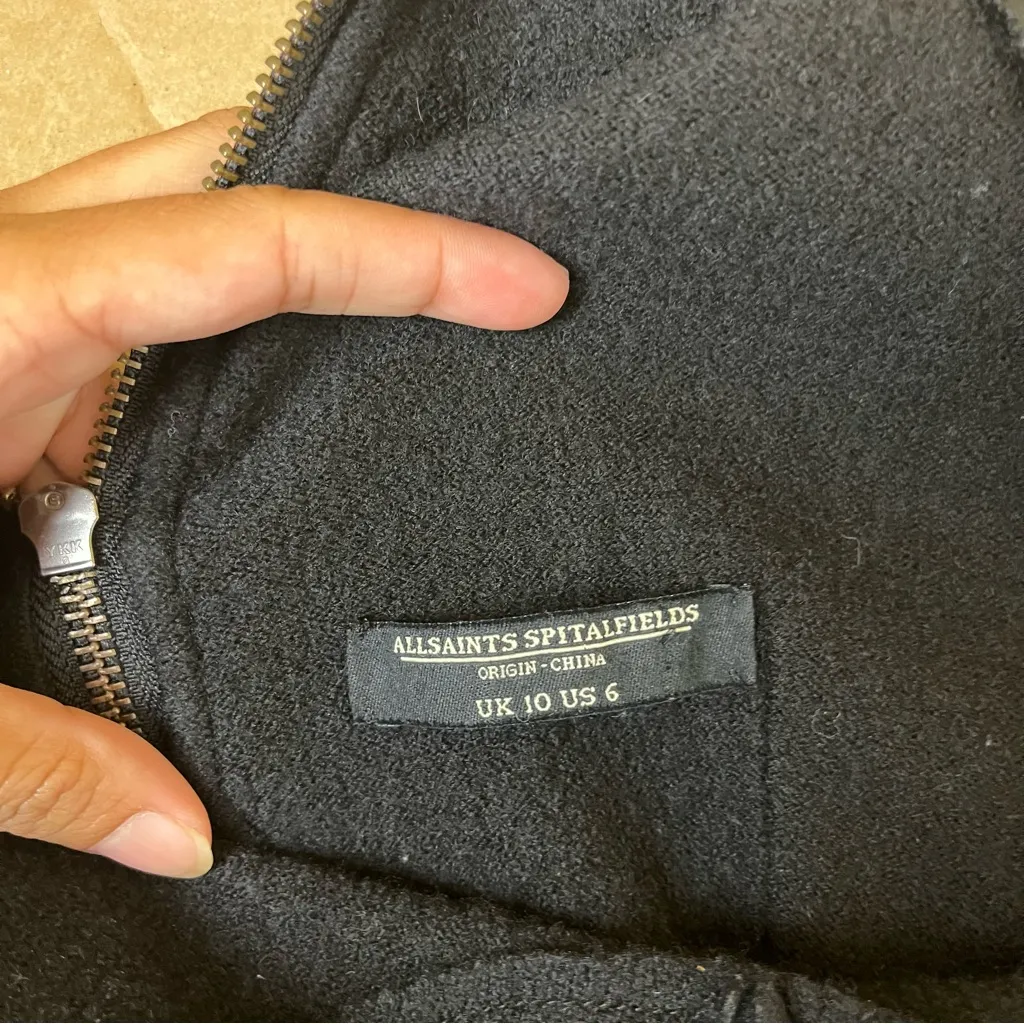 YKK
ALLSAINTS SPITALFIELDS
ORIGIN-CHINA
UK 10 US 6